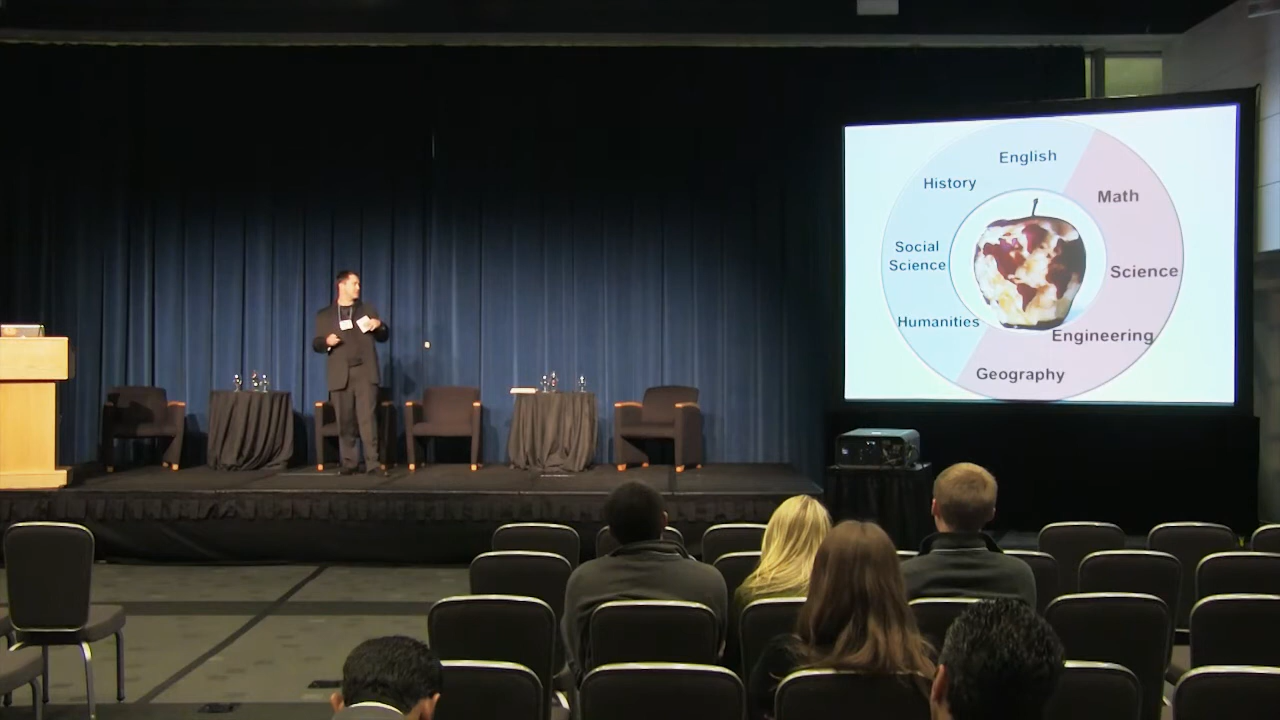 English
History
Math
Social
Science
Science
Humanities
Engineering
Geography